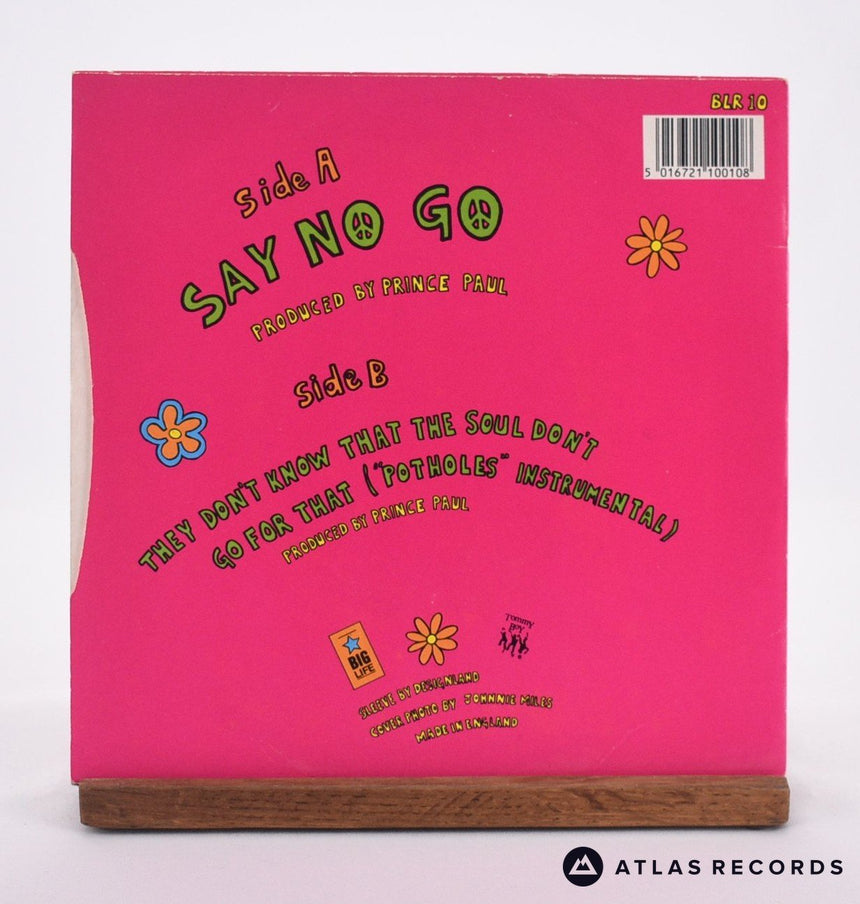 BLR 10
5 016721 100108
Side A
SAY NO GO
PRODUCED BY PRINCE PAUL
Side B
THEY DON'T KNOW THAT THE SOUL DON'T
GO FOR THAT ("POTHOLES" INSTRUMENTAL)
PRODUCED BY PRINCE PAUL
BIG
LIFE
Tommy
Boy
SLEEVE BY DESIGNLAND
COVER PHOTO BY JOHNNIE MILES
MADE IN ENGLAND
ATLAS RECORDS